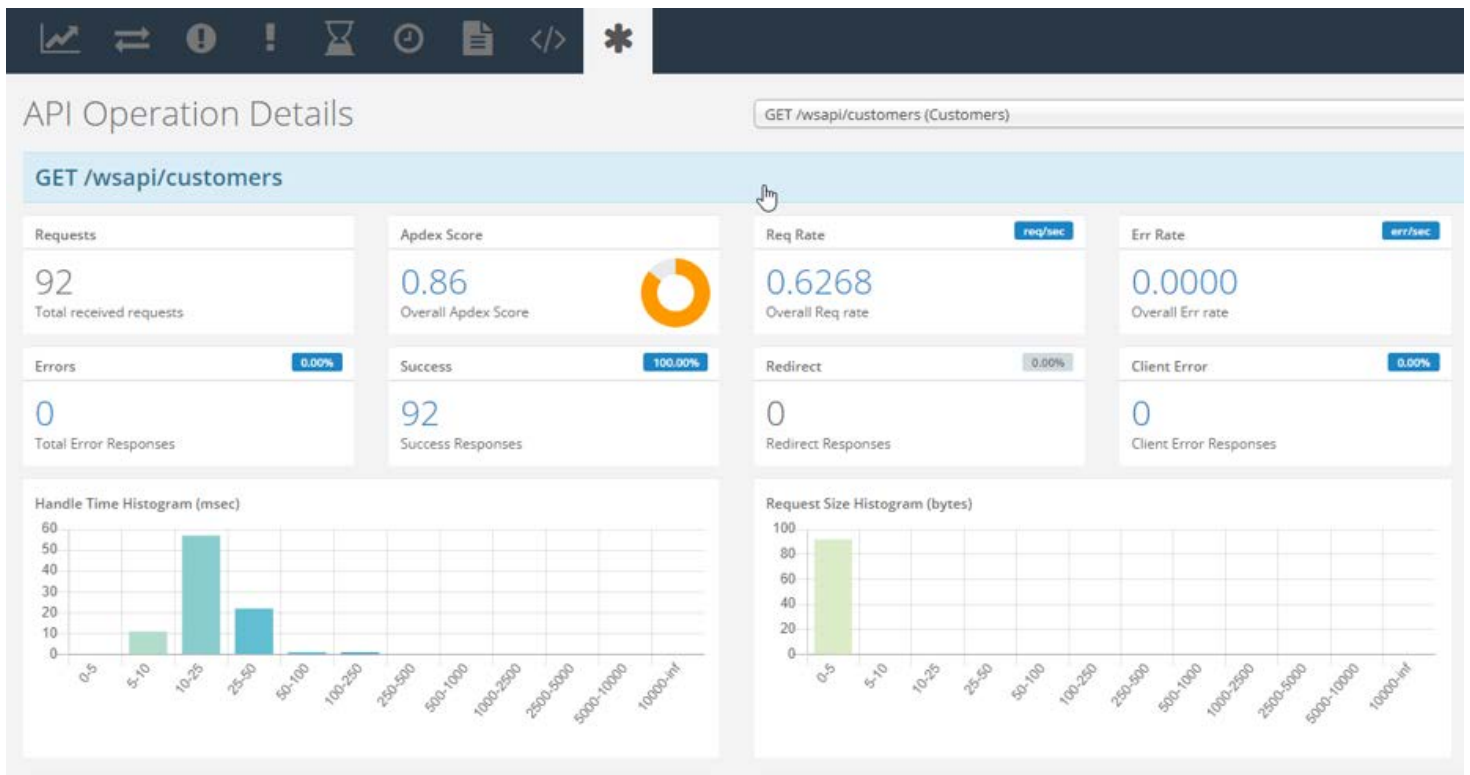 API Operation Details
GET /wsapi/customers (Customers)
GET /wsapi/customers
Requests
92
Total received requests
Apdex Score
0.86
Overall Apdex Score
Req Rate
req/sec
0.6268
Overall Req rate
Err Rate
err/sec
0.0000
Overall Err rate
Errors
0.00%
0
Total Error Responses
Success
100.00%
92
Success Responses
Redirect
0.00%
0
Redirect Responses
Client Error
0.00%
0
Client Error Responses
Handle Time Histogram (msec)
60
50
40
30
20
10
0
0-5
5-10
10-25
25-50
50-100
100-250
250-500
500-1000
1000-2500
2500-5000
5000-10000
10000-inf
Request Size Histogram (bytes)
100
80
60
40
20
0
0-5
5-10
10-25
25-50
50-100
100-250
250-500
500-1000
1000-2500
2500-5000
5000-10000
10000-inf